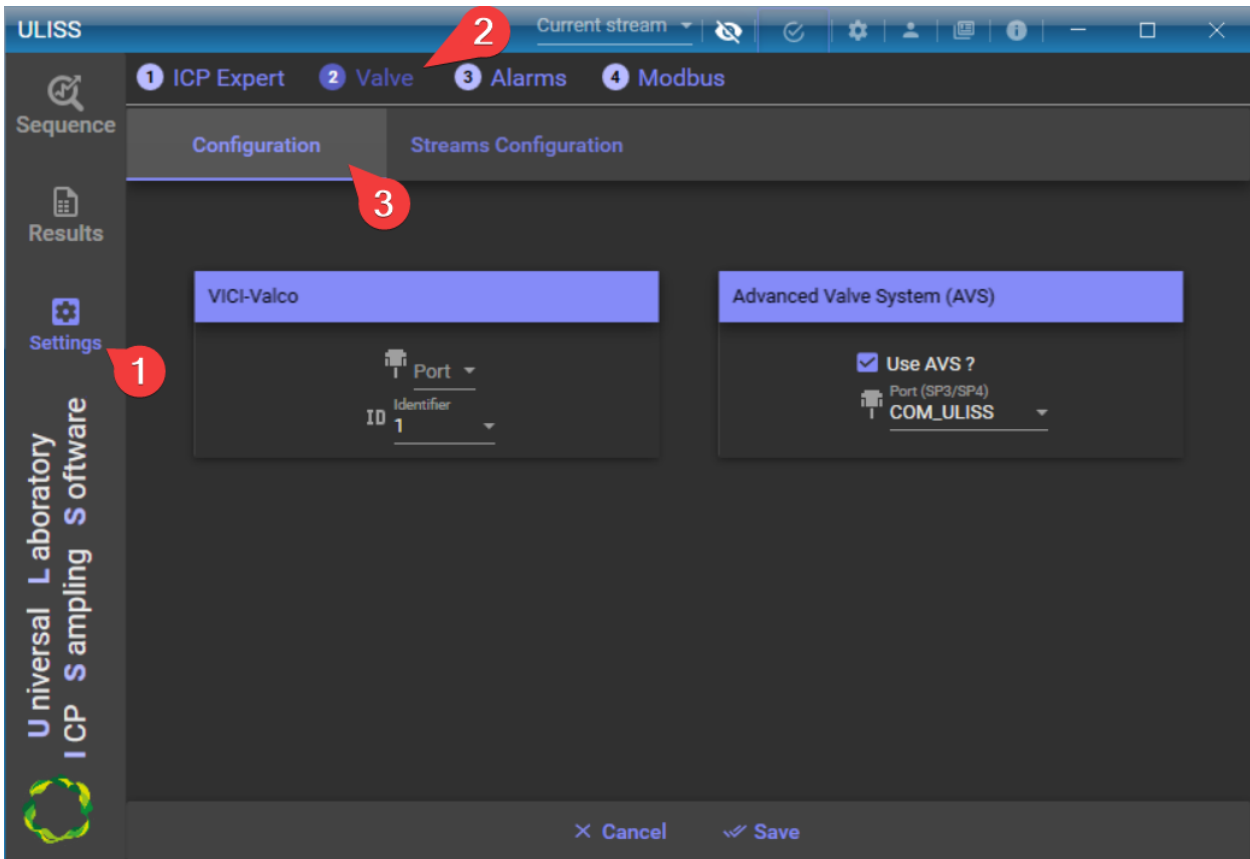 ULISS
Current stream
2
1 ICP Expert 2 Valve 3 Alarms 4 Modbus
Sequence
Configuration Streams Configuration
3
Results
VICI-Valco
Advanced Valve System (AVS)
Settings
1
Port
ID Identifier
1
Use AVS ?
Port (SP3/SP4)
COM_ULISS
U niversal L aboratory
I CP S ampling S oftware
Cancel Save